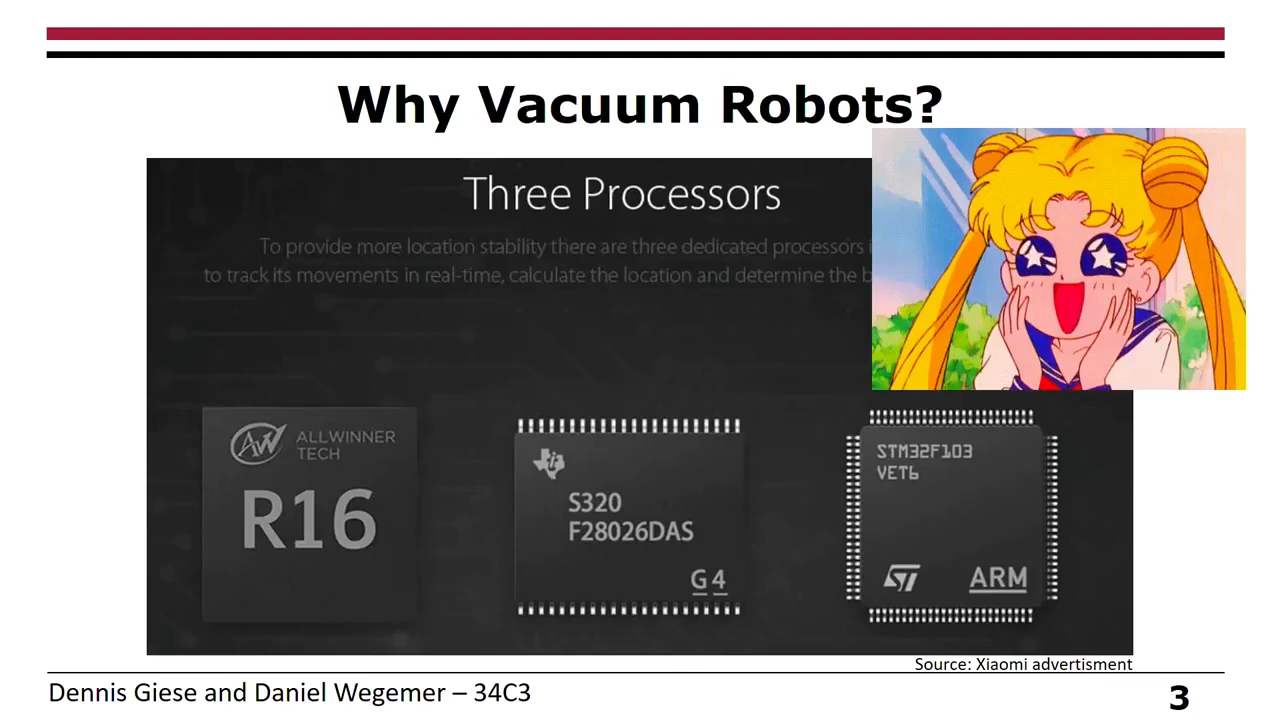 Why Vacuum Robots?
Three Processors
To provide more location stability there are three dedicated processors
to track its movements in real-time, calculate the location and determine the
ALLWINNER
TECH
R16
S320
F28026DAS
G4
STM32F103
VET6
ST
ARM
Source: Xiaomi advertisment
Dennis Giese and Daniel Wegemer – 34C3
3